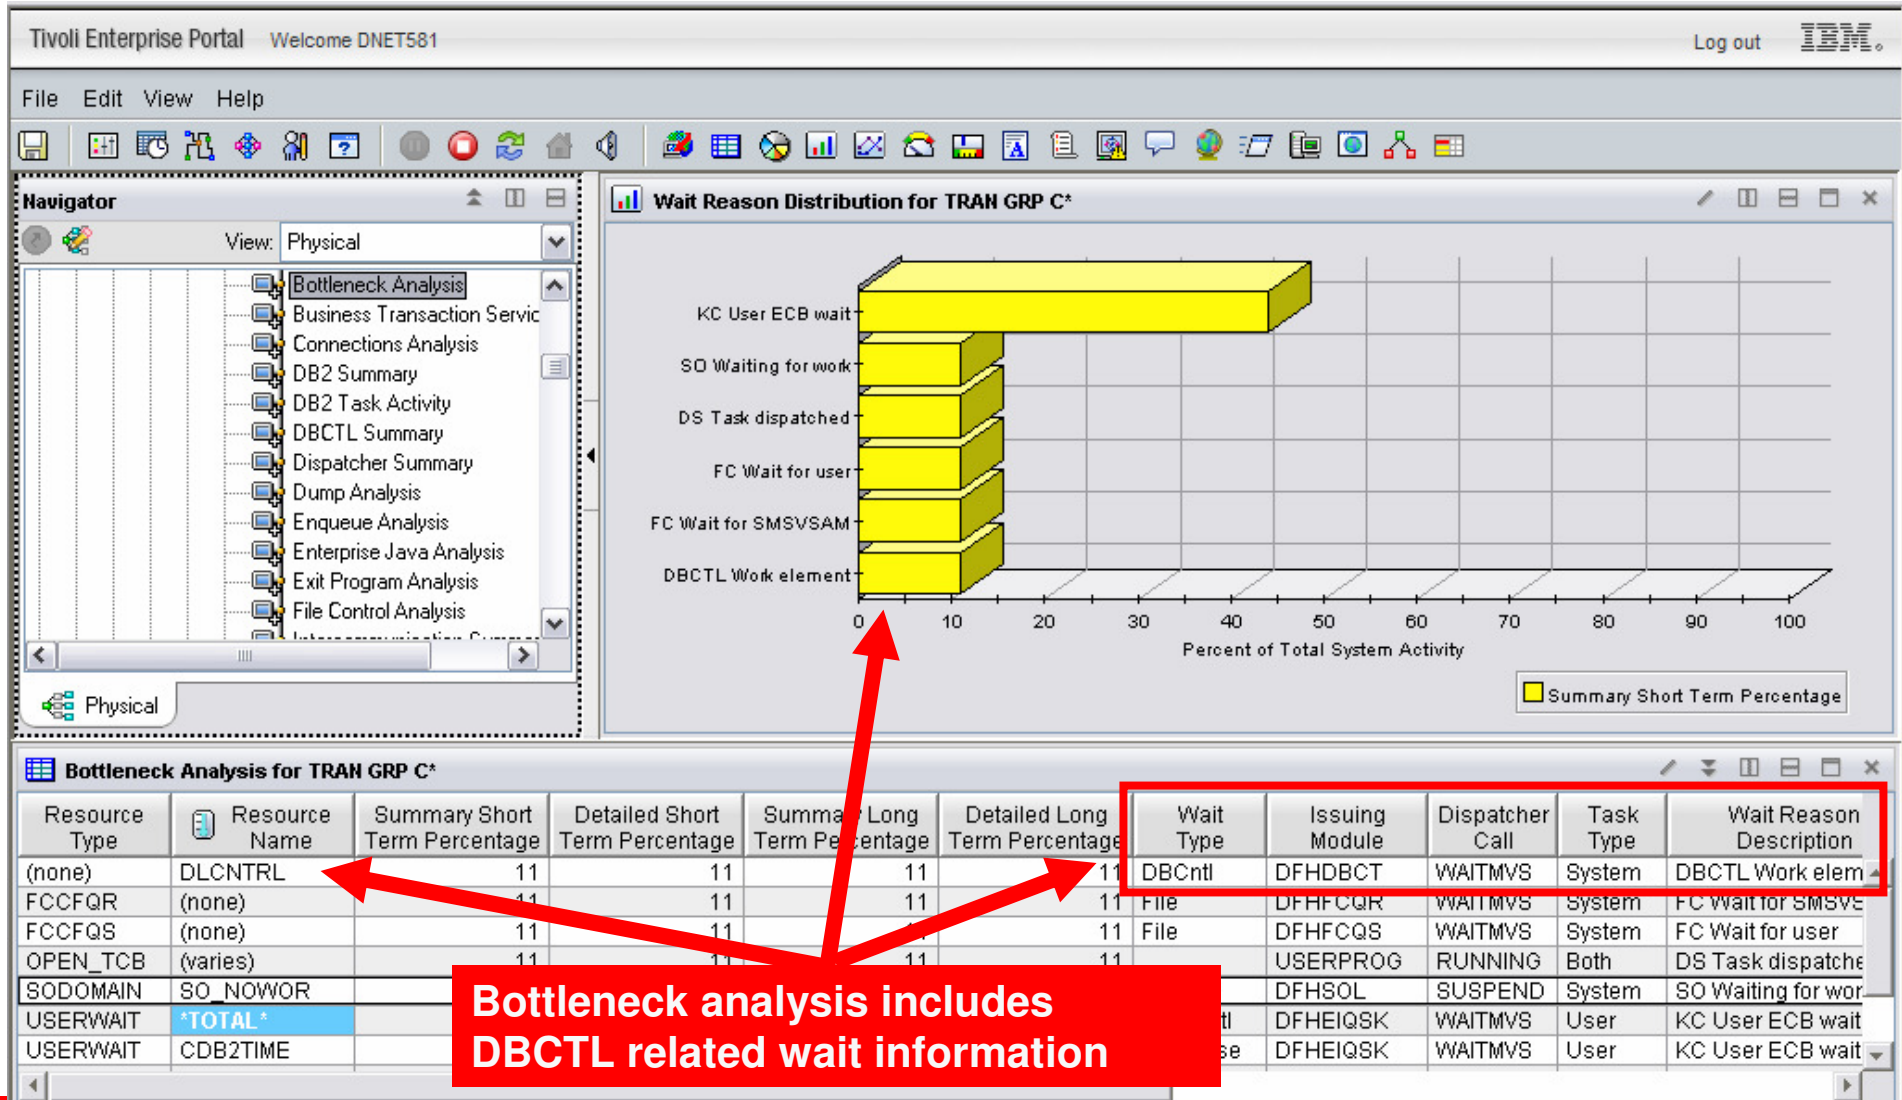 Tivoli Enterprise Portal Welcome DNET581 Log out IBM
File Edit View Help
Navigator
View: Physical
Bottleneck Analysis
Business Transaction Servic
Connections Analysis
DB2 Summary
DB2 Task Activity
DBCTL Summary
Dispatcher Summary
Dump Analysis
Enqueue Analysis
Enterprise Java Analysis
Exit Program Analysis
File Control Analysis
Physical
Wait Reason Distribution for TRAN GRP C*
KC User ECB wait
SO Waiting for work
DS Task dispatched
FC Wait for user
FC Wait for SMSVSAM
DBCTL Work element
0 10 20 30 40 50 60 70 80 90 100
Percent of Total System Activity
Summary Short Term Percentage
Bottleneck Analysis for TRAN GRP C*
Resource Type Resource Name Summary Short Term Percentage Detailed Short Term Percentage Summary Long Term Percentage Detailed Long Term Percentage Wait Type Issuing Module Dispatcher Call Task Type Wait Reason Description
(none) DLCNTRL 11 11 11 11 DBCntl DFHDBCT WAITMVS System DBCTL Work elem
FCCFQR (none) 11 11 11 11 File DFHFCQR WAITMVS System FC Wait for SMSVS
FCCFQS (none) 11 11 11 11 File DFHFCQS WAITMVS System FC Wait for user
OPEN_TCB (varies) 11 11 11 11 USERPROG RUNNING Both DS Task dispatche
SODOMAIN SO_NOWOR DFHSOL SUSPEND System SO Waiting for wor
USERWAIT *TOTAL* DFHEIQSK WAITMVS User KC User ECB wait
USERWAIT CDB2TIME DFHEIQSK WAITMVS User KC User ECB wait
Bottleneck analysis includes
DBCTL related wait information